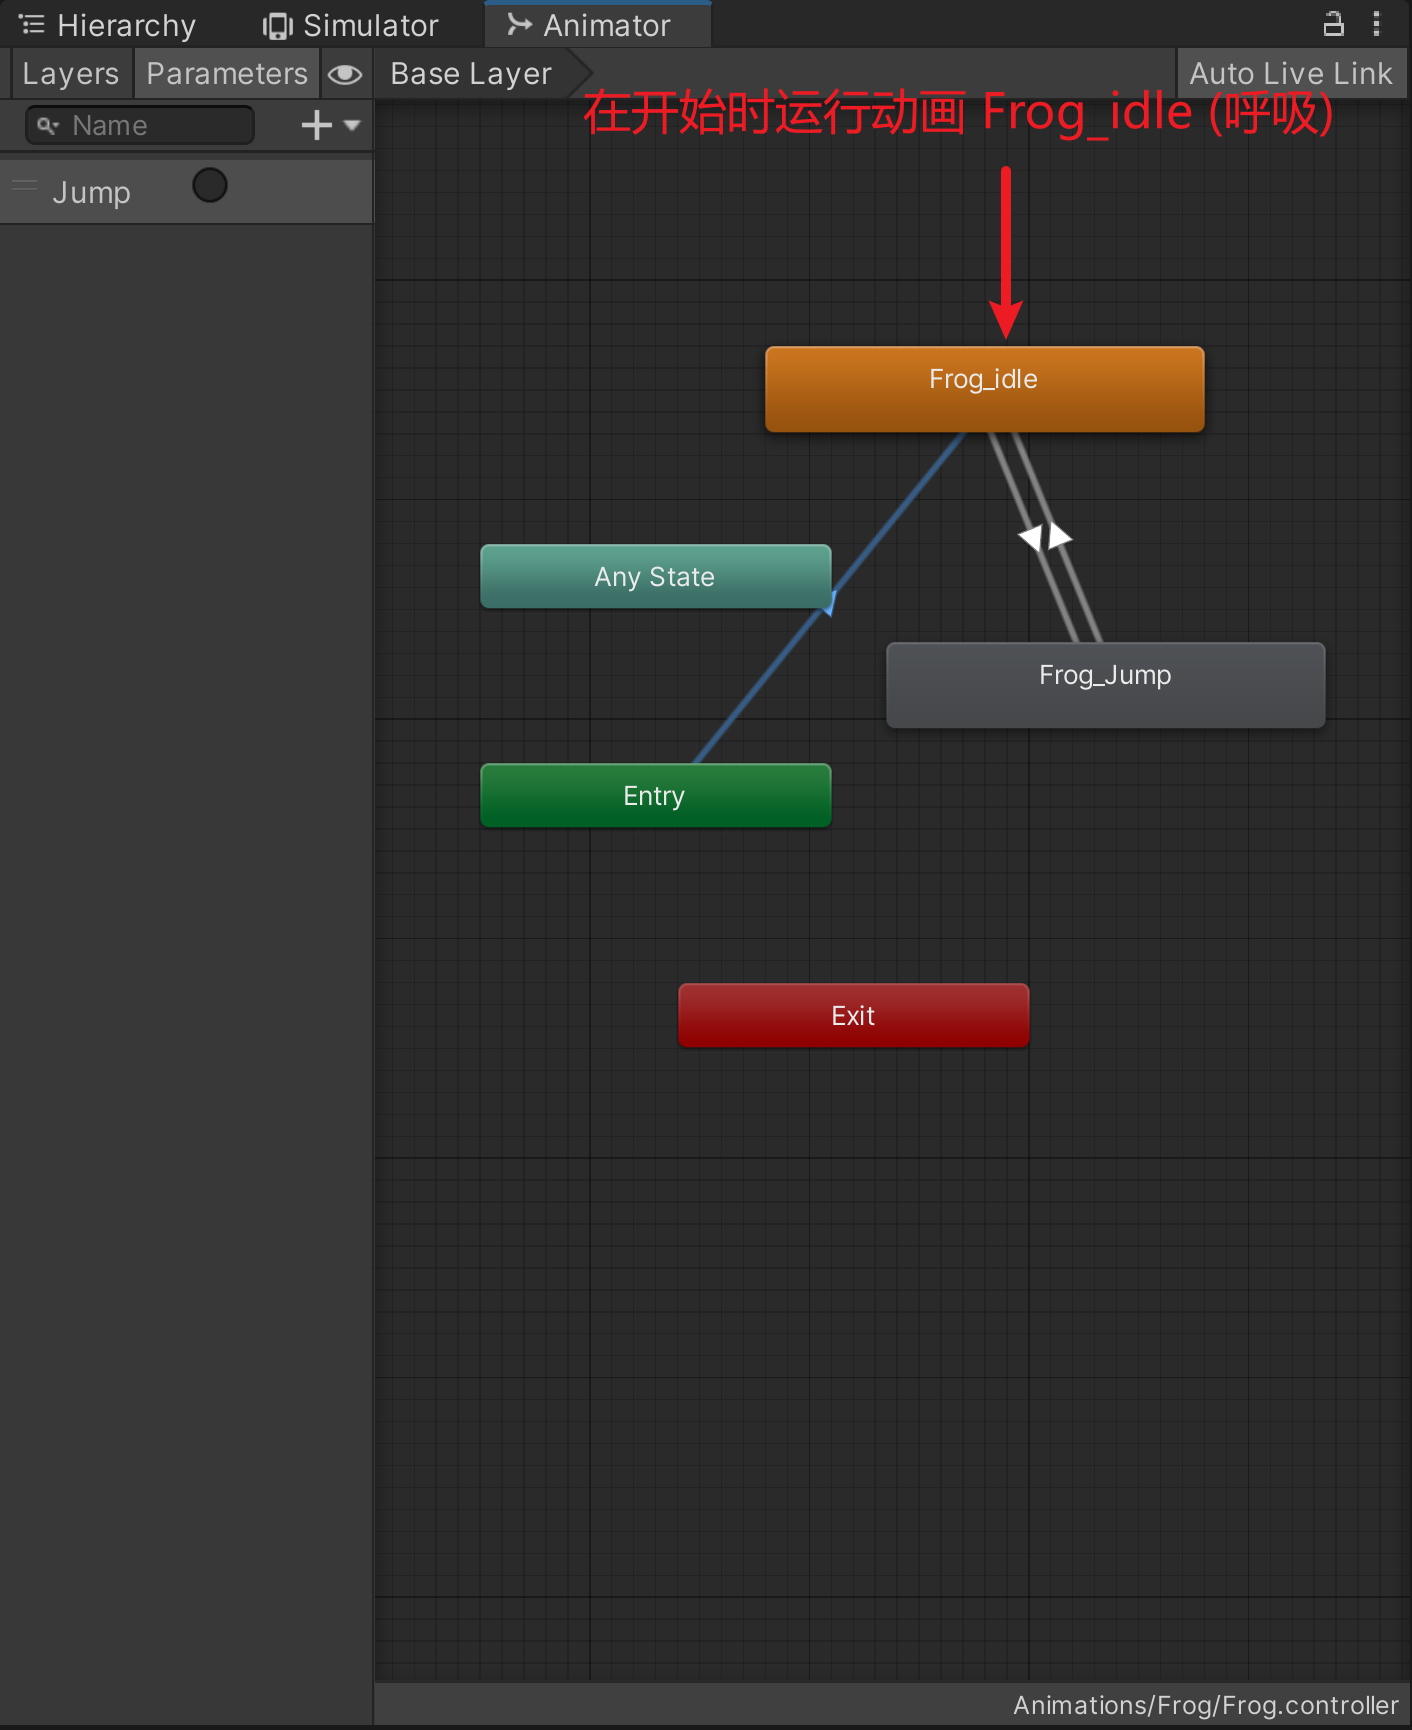 Hierarchy Simulator Animator
Layers Parameters Base Layer Auto Live Link
Name
在开始时运行动画 Frog_idle (呼吸)
Jump
Frog_idle
Any State
Frog_Jump
Entry
Exit
Animations/Frog/Frog.controller